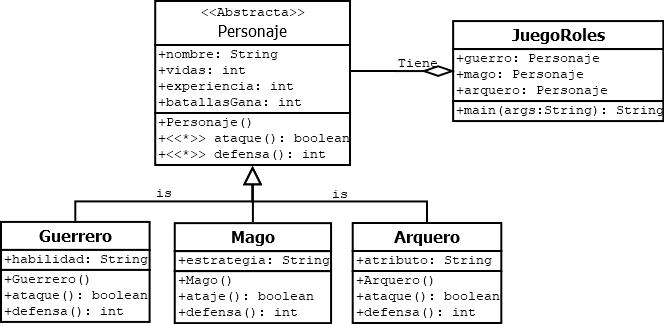 <<Abstracta>>
Personaje
+nombre: String
+vidas: int
+experiencia: int
+batallasGana: int
+Personaje()
+<<*>> ataque(): boolean
+<<*>> defensa(): int
Tiene
JuegoRoles
+guerro: Personaje
+mago: Personaje
+arquero: Personaje
+main(args:String): String
is
is
Guerrero
+habilidad: String
+Guerrero()
+ataque(): boolean
+defensa(): int
Mago
+estrategia: String
+Mago()
+ataje(): boolean
+defensa(): int
Arquero
+atributo: String
+Arquero()
+ataque(): boolean
+defensa(): int